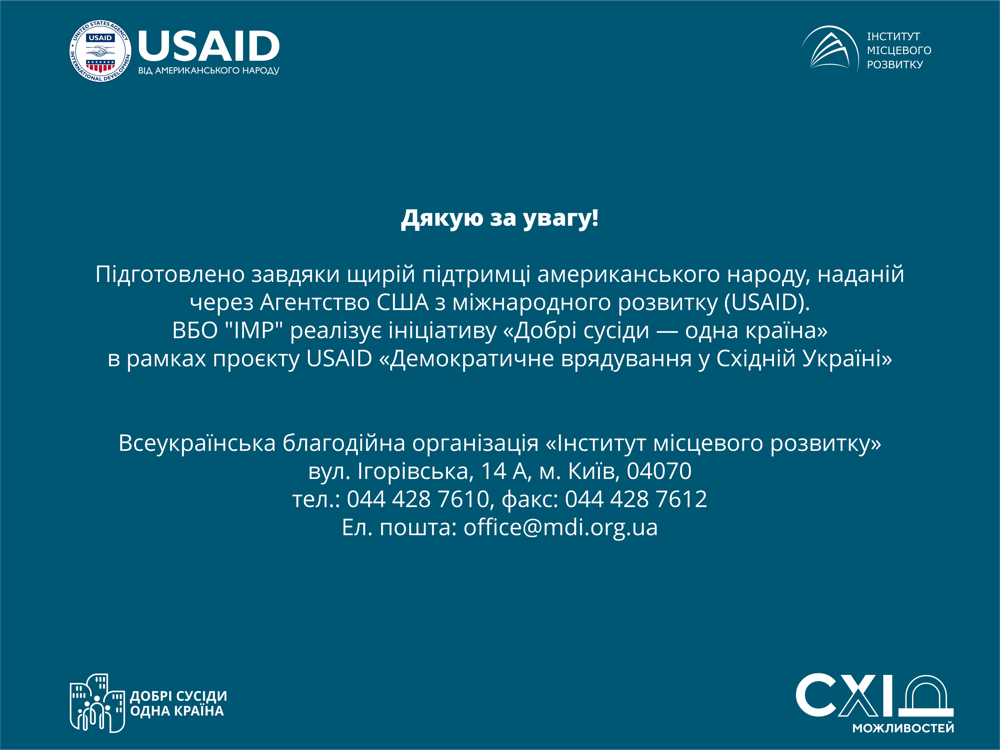 UNITED STATES AGENCY
USAID
INTERNATIONAL DEVELOPMEN
USAID
ВІД АМЕРИКАНСЬКОГО НАРОДУ
ІНСТИТУТ
МІСЦЕВОГО
РОЗВИТКУ
Дякую за увагу!
Підготовлено завдяки щирій підтримці американського народу, наданій
через Агентство США з міжнародного розвитку (USAID).
ВБО "ІМР" реалізує ініціативу «Добрі сусіди — одна країна»
в рамках проєкту USAID «Демократичне врядування у Східній Україні»
Всеукраїнська благодійна організація «Інститут місцевого розвитку»
вул. Ігорівська, 14 А, м. Київ, 04070
тел.: 044 428 7610, факс: 044 428 7612
Ел. пошта: office@mdi.org.ua
ДОБРІ СУСІДИ
ОДНА КРАЇНА
СХІД
МОЖЛИВОСТЕЙ